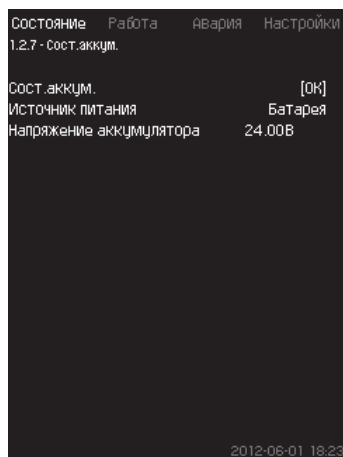 Состояние Работа Авария Настройки
1.2.7 - Сост.аккум.
Сост.аккум. [ОК]
Источник питания Батарея
Напряжение аккумулятора 24.00В
2012-06-01 18:23